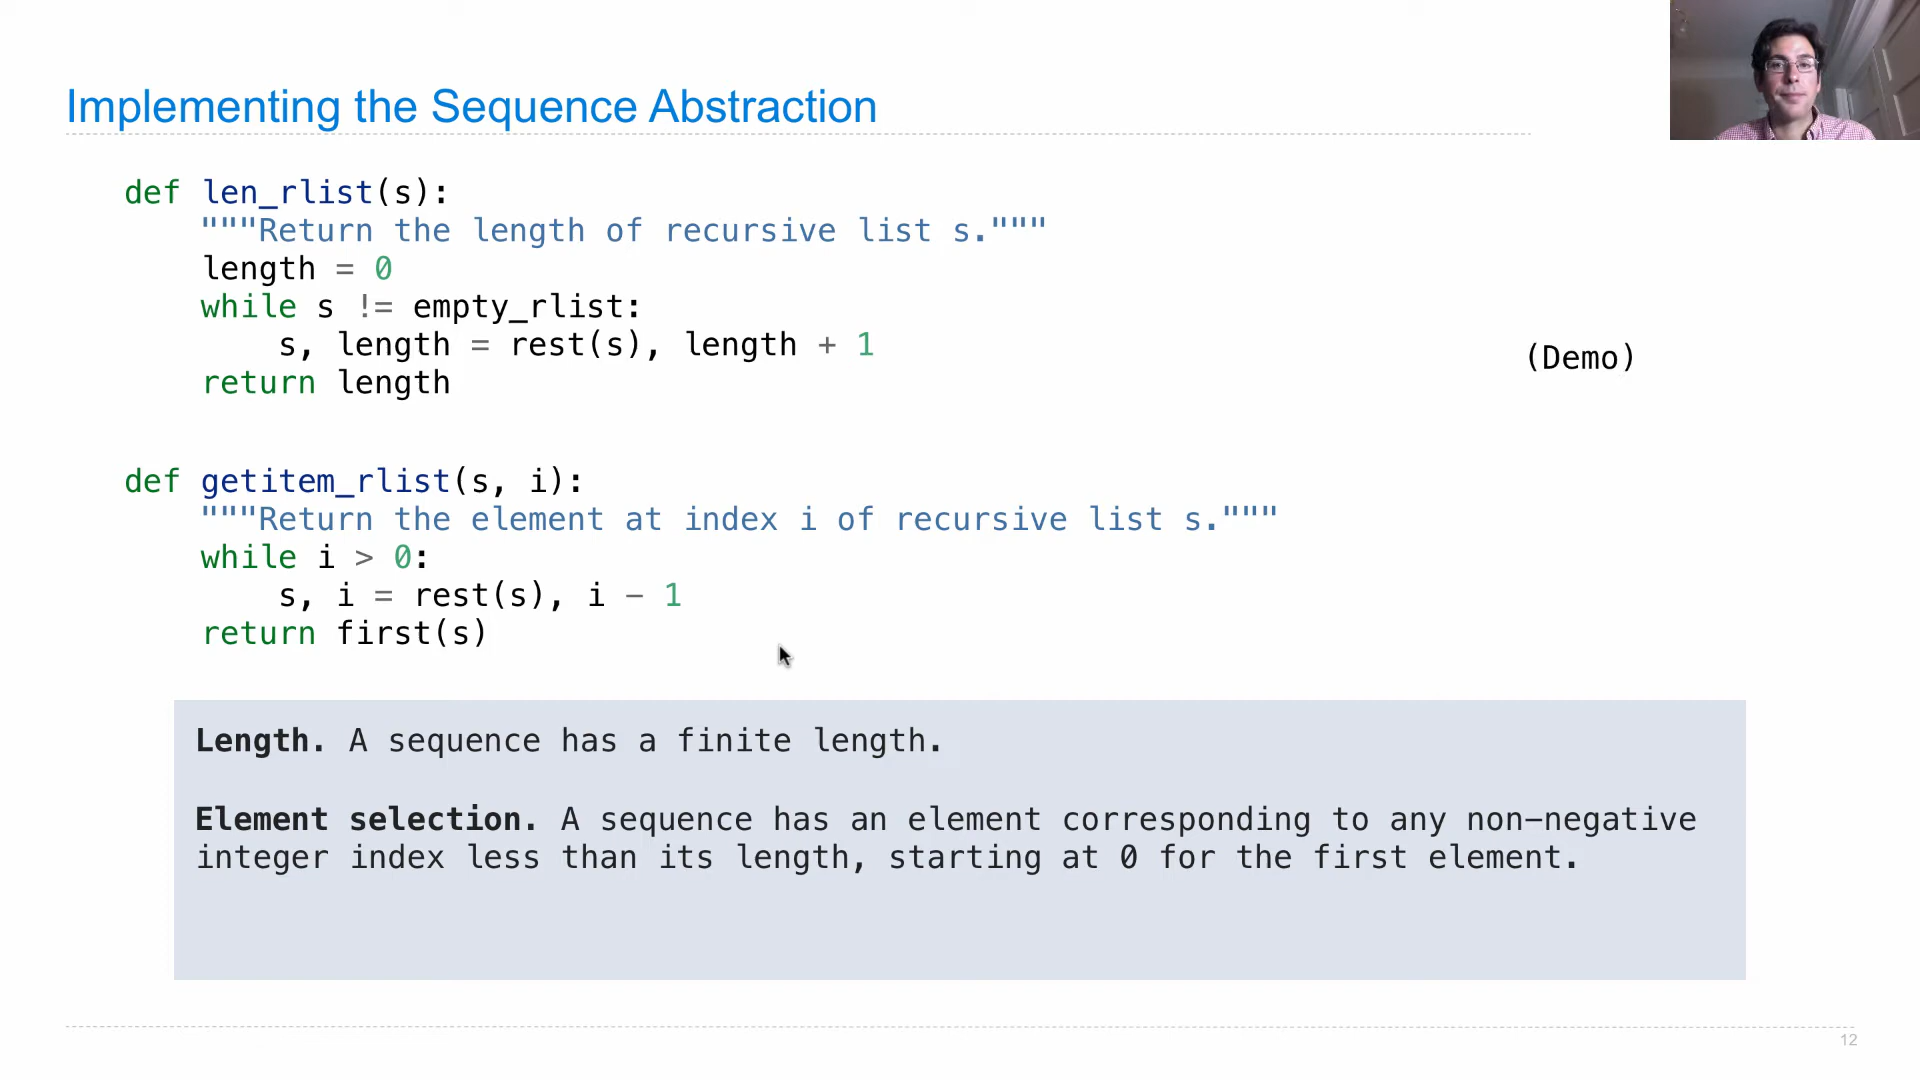 Implementing the Sequence Abstraction
def len_rlist(s):
    """Return the length of recursive list s."""
    length = 0
    while s != empty_rlist:
        s, length = rest(s), length + 1
    return length
(Demo)
def getitem_rlist(s, i):
    """Return the element at index i of recursive list s."""
    while i > 0:
        s, i = rest(s), i - 1
    return first(s)
Length. A sequence has a finite length.
Element selection. A sequence has an element corresponding to any non-negative
integer index less than its length, starting at 0 for the first element.
12